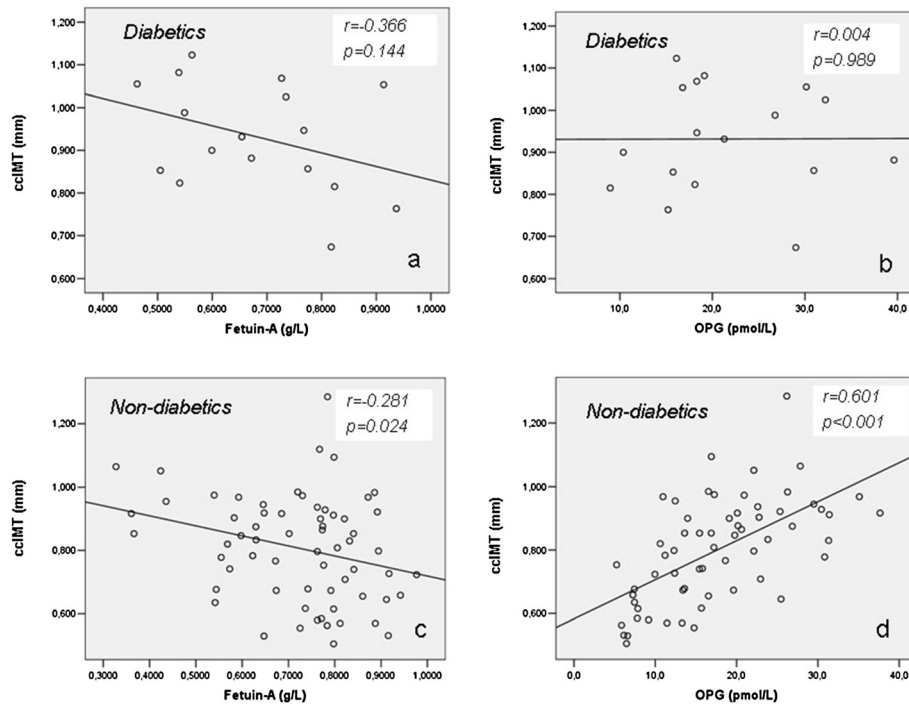 Diabetics
r=-0.366
p=0.144
1,200
1,100
1,000
0,900
0,800
0,700
0,600
ccIMT (mm)
a
0,4000 0,5000 0,6000 0,7000 0,8000 0,9000 1,0000
Fetuin-A (g/L)
Diabetics
r=0.004
p=0.989
1,200
1,100
1,000
0,900
0,800
0,700
0,600
ccIMT (mm)
b
10,0 20,0 30,0 40,0
OPG (pmol/L)
Non-diabetics
r=-0.281
p=0.024
1,200
1,000
0,800
0,600
ccIMT (mm)
c
0,3000 0,4000 0,5000 0,6000 0,7000 0,8000 0,9000 1,0000
Fetuin-A (g/L)
Non-diabetics
r=0.601
p<0.001
1,200
1,000
0,800
0,600
ccIMT (mm)
d
0,0 10,0 20,0 30,0 40,0
OPG (pmol/L)